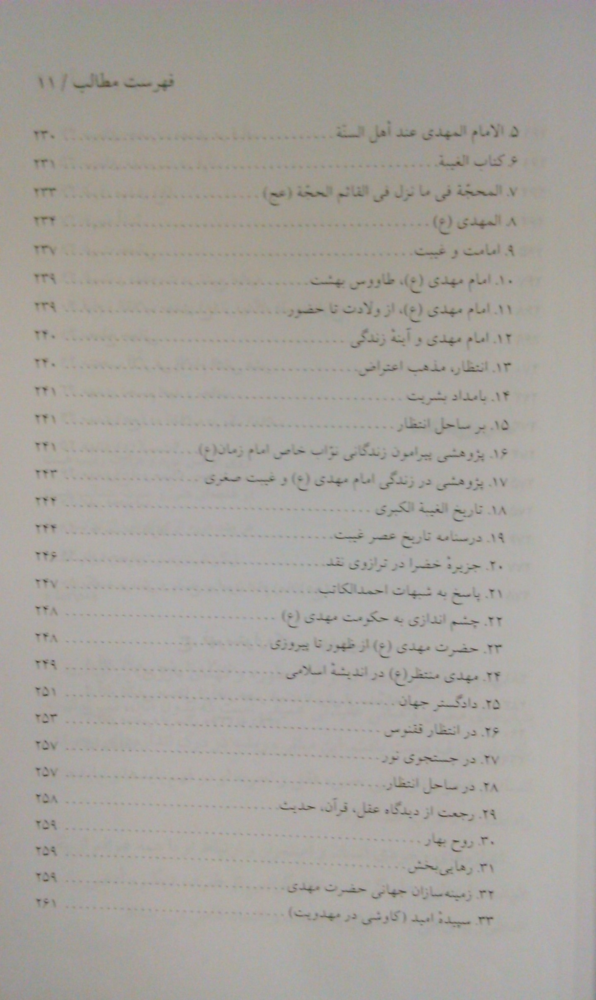 فهرست مطالب / ۱۱
۵. الامام المهدی عند أهل السنّة ........ ۲۳۰
۶. کتاب الغیبة ........ ۲۳۱
۷. المحجّة فی ما نزل فی القائم الحجّة (عج) ........ ۲۳۳
۸. المهدی (ع) ........ ۲۳۴
۹. امامت و غیبت ........ ۲۳۷
۱۰. امام مهدی (ع)، طاووس بهشت ........ ۲۳۹
۱۱. امام مهدی (ع)، از ولادت تا حضور ........ ۲۳۹
۱۲. امام مهدی و آینهٔ زندگی ........ ۲۴۰
۱۳. انتظار، مذهب اعتراض ........ ۲۴۰
۱۴. بامداد بشریت ........ ۲۴۱
۱۵. بر ساحل انتظار ........ ۲۴۱
۱۶. پژوهشی پیرامون زندگانی نوّاب خاص امام زمان(ع) ........ ۲۴۱
۱۷. پژوهشی در زندگی امام مهدی (ع) و غیبت صغری ........ ۲۴۳
۱۸. تاریخ الغیبة الکبری ........ ۲۴۴
۱۹. درسنامه تاریخ عصر غیبت ........ ۲۴۴
۲۰. جزیرهٔ خضرا در ترازوی نقد ........ ۲۴۶
۲۱. پاسخ به شبهات احمدالکاتب ........ ۲۴۷
۲۲. چشم اندازی به حکومت مهدی (ع) ........ ۲۴۸
۲۳. حضرت مهدی (ع) از ظهور تا پیروزی ........ ۲۴۸
۲۴. مهدی منتظر(ع) در اندیشهٔ اسلامی ........ ۲۴۹
۲۵. دادگستر جهان ........ ۲۵۱
۲۶. در انتظار ققنوس ........ ۲۵۳
۲۷. در جستجوی نور ........ ۲۵۷
۲۸. در ساحل انتظار ........ ۲۵۷
۲۹. رجعت از دیدگاه عقل، قرآن، حدیث ........ ۲۵۸
۳۰. روح بهار ........ ۲۵۹
۳۱. رهایی‌بخش ........ ۲۵۹
۳۲. زمینه‌سازان جهانی حضرت مهدی ........ ۲۵۹
۳۳. سپیدهٔ امید (کاوشی در مهدویت) ........ ۲۶۱